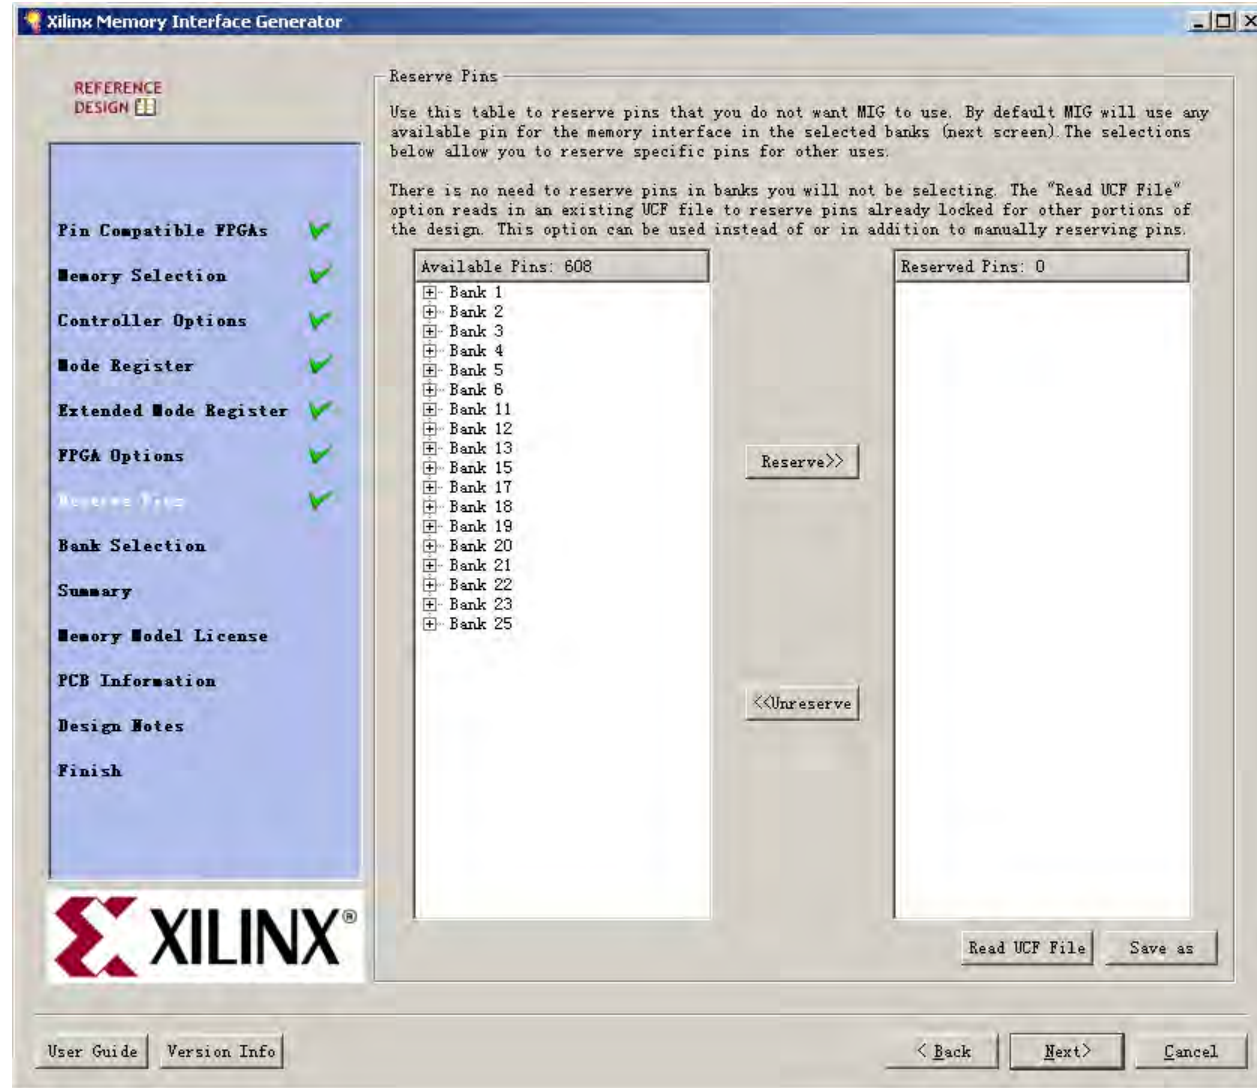 Xilinx Memory Interface Generator
REFERENCE
DESIGN
Pin Compatible FPGAs
Memory Selection
Controller Options
Mode Register
Extended Mode Register
FPGA Options
Reserve Pins
Bank Selection
Summary
Memory Model License
PCB Information
Design Notes
Finish
XILINX®
Reserve Pins
Use this table to reserve pins that you do not want MIG to use. By default MIG will use any
available pin for the memory interface in the selected banks (next screen).The selections
below allow you to reserve specific pins for other uses.
There is no need to reserve pins in banks you will not be selecting. The "Read UCF File"
option reads in an existing UCF file to reserve pins already locked for other portions of
the design. This option can be used instead of or in addition to manually reserving pins.
Available Pins: 608
Bank 1
Bank 2
Bank 3
Bank 4
Bank 5
Bank 6
Bank 11
Bank 12
Bank 13
Bank 15
Bank 17
Bank 18
Bank 19
Bank 20
Bank 21
Bank 22
Bank 23
Bank 25
Reserve>>
<<Unreserve
Reserved Pins: 0
Read UCF File
Save as
User Guide
Version Info
< Back
Next>
Cancel